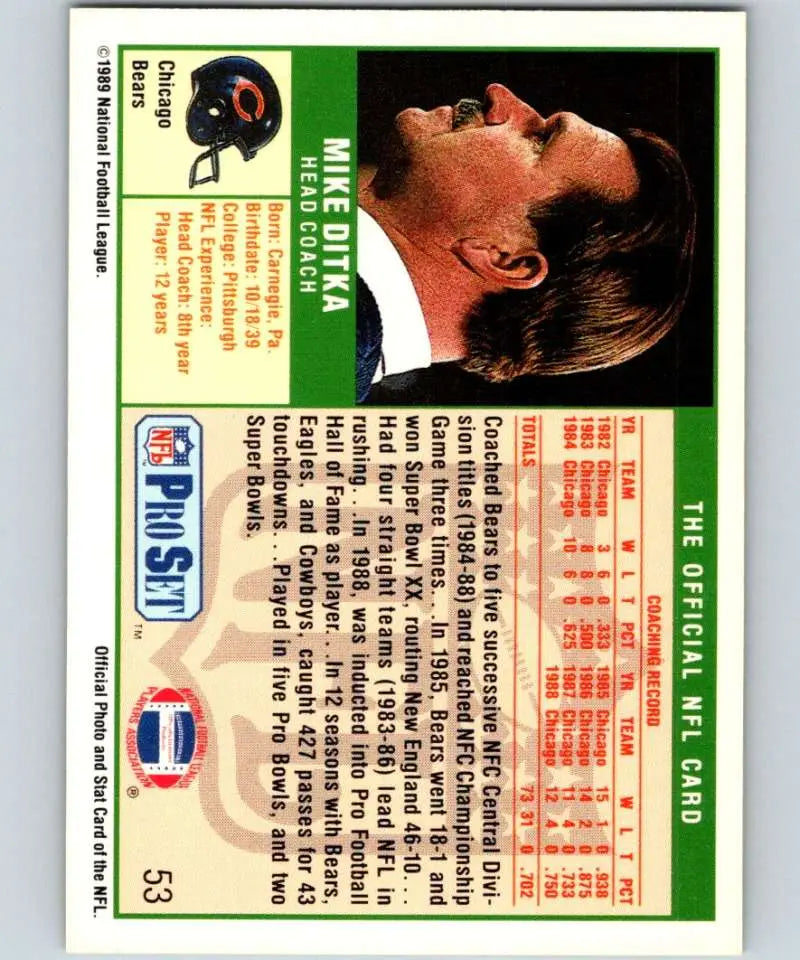 THE OFFICIAL NFL CARD
MIKE DITKA
HEAD COACH
Chicago
Bears
Born: Carnegie, Pa.
Birthdate: 10/18/39
College: Pittsburgh
NFL Experience:
Head Coach: 8th year
Player: 12 years
COACHING RECORD
YR TEAM W L T PCT YR TEAM W L T PCT
1982 Chicago 3 6 0 .333 1985 Chicago 15 1 0 .938
1983 Chicago 8 8 0 .500 1986 Chicago 14 2 0 .875
1984 Chicago 10 6 0 .625 1987 Chicago 11 4 0 .733
1988 Chicago 12 4 0 .750
TOTALS 73 31 0 .702
Coached Bears to five successive NFC Central Divi-
sion titles (1984-88) and reached NFC Championship
Game three times. . .In 1985, Bears went 18-1 and
won Super Bowl XX, routing New England 46-10. . .
Had four straight teams (1983-86) lead NFL in
rushing. . .In 1988, was inducted into Pro Football
Hall of Fame as player. . .In 12 seasons with Bears,
Eagles, and Cowboys, caught 427 passes for 43
touchdowns. . .Played in five Pro Bowls, and two
Super Bowls.
NFL
PRO SET
TM
NATIONAL FOOTBALL LEAGUE
PLAYERS ASSOCIATION
®
53
©1989 National Football League.
Official Photo and Stat Card of the NFL.